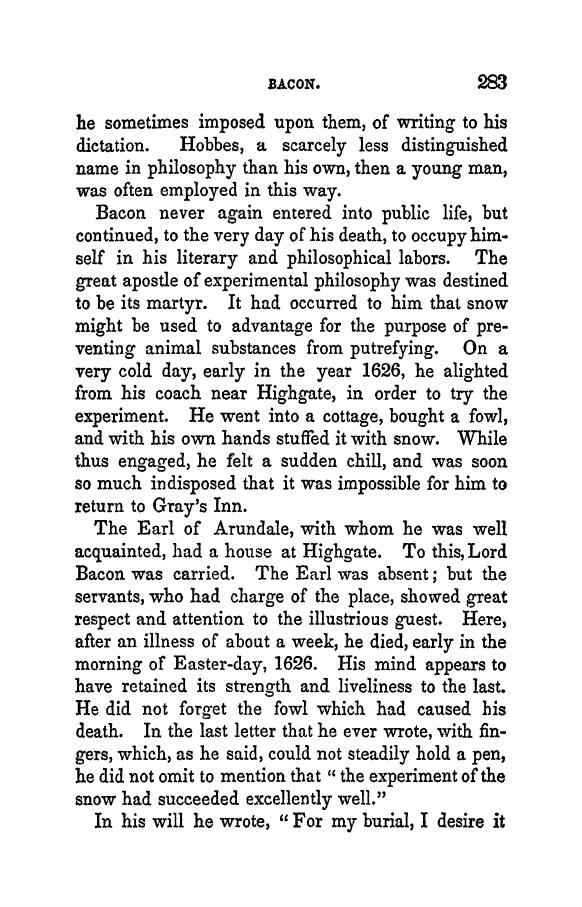 BACON. 283
he sometimes imposed upon them, of writing to his
dictation. Hobbes, a scarcely less distinguished
name in philosophy than his own, then a young man,
was often employed in this way.
Bacon never again entered into public life, but
continued, to the very day of his death, to occupy him-
self in his literary and philosophical labors. The
great apostle of experimental philosophy was destined
to be its martyr. It had occurred to him that snow
might be used to advantage for the purpose of pre-
venting animal substances from putrefying. On a
very cold day, early in the year 1626, he alighted
from his coach near Highgate, in order to try the
experiment. He went into a cottage, bought a fowl,
and with his own hands stuffed it with snow. While
thus engaged, he felt a sudden chill, and was soon
so much indisposed that it was impossible for him to
return to Gray's Inn.
The Earl of Arundale, with whom he was well
acquainted, had a house at Highgate. To this, Lord
Bacon was carried. The Earl was absent; but the
servants, who had charge of the place, showed great
respect and attention to the illustrious guest. Here,
after an illness of about a week, he died, early in the
morning of Easter-day, 1626. His mind appears to
have retained its strength and liveliness to the last.
He did not forget the fowl which had caused his
death. In the last letter that he ever wrote, with fin-
gers, which, as he said, could not steadily hold a pen,
he did not omit to mention that " the experiment of the
snow had succeeded excellently well."
In his will he wrote, " For my burial, I desire it